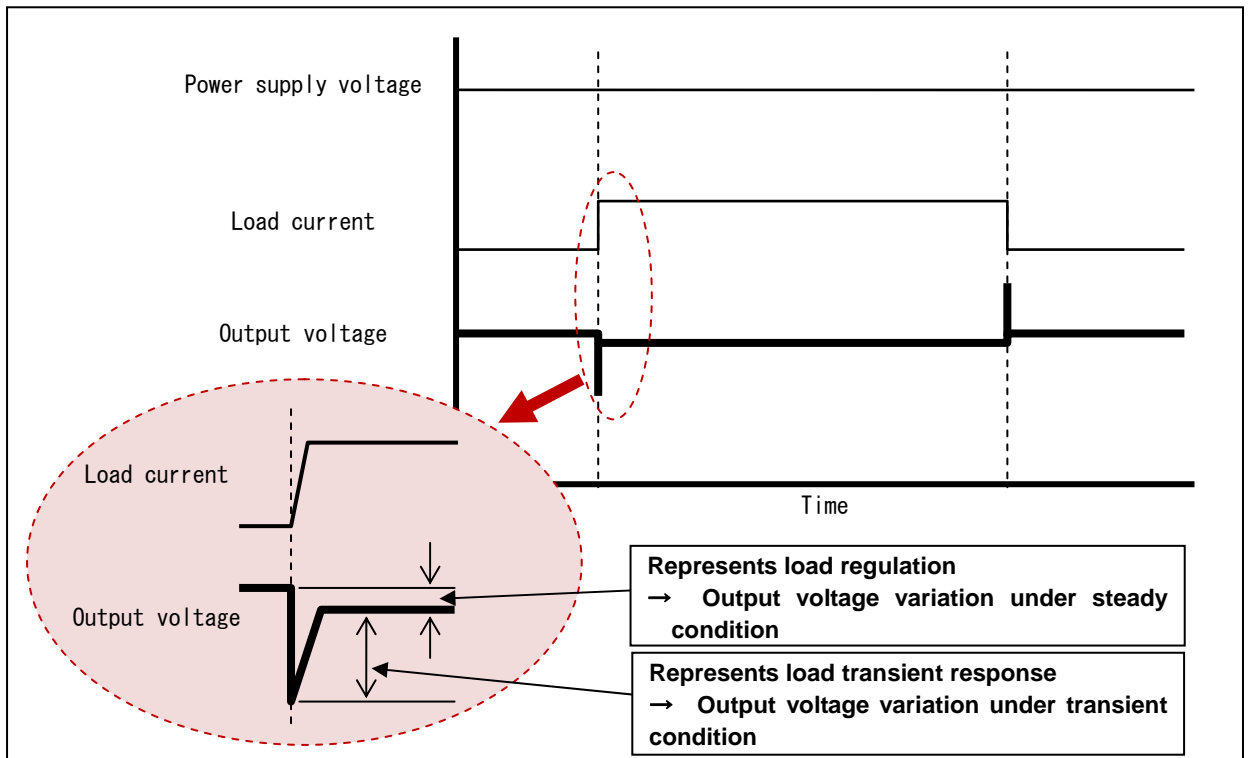 Power supply voltage
Load current
Output voltage
Load current
Time
Output voltage
Represents load regulation
→ Output voltage variation under steady
condition
Represents load transient response
→ Output voltage variation under transient
condition